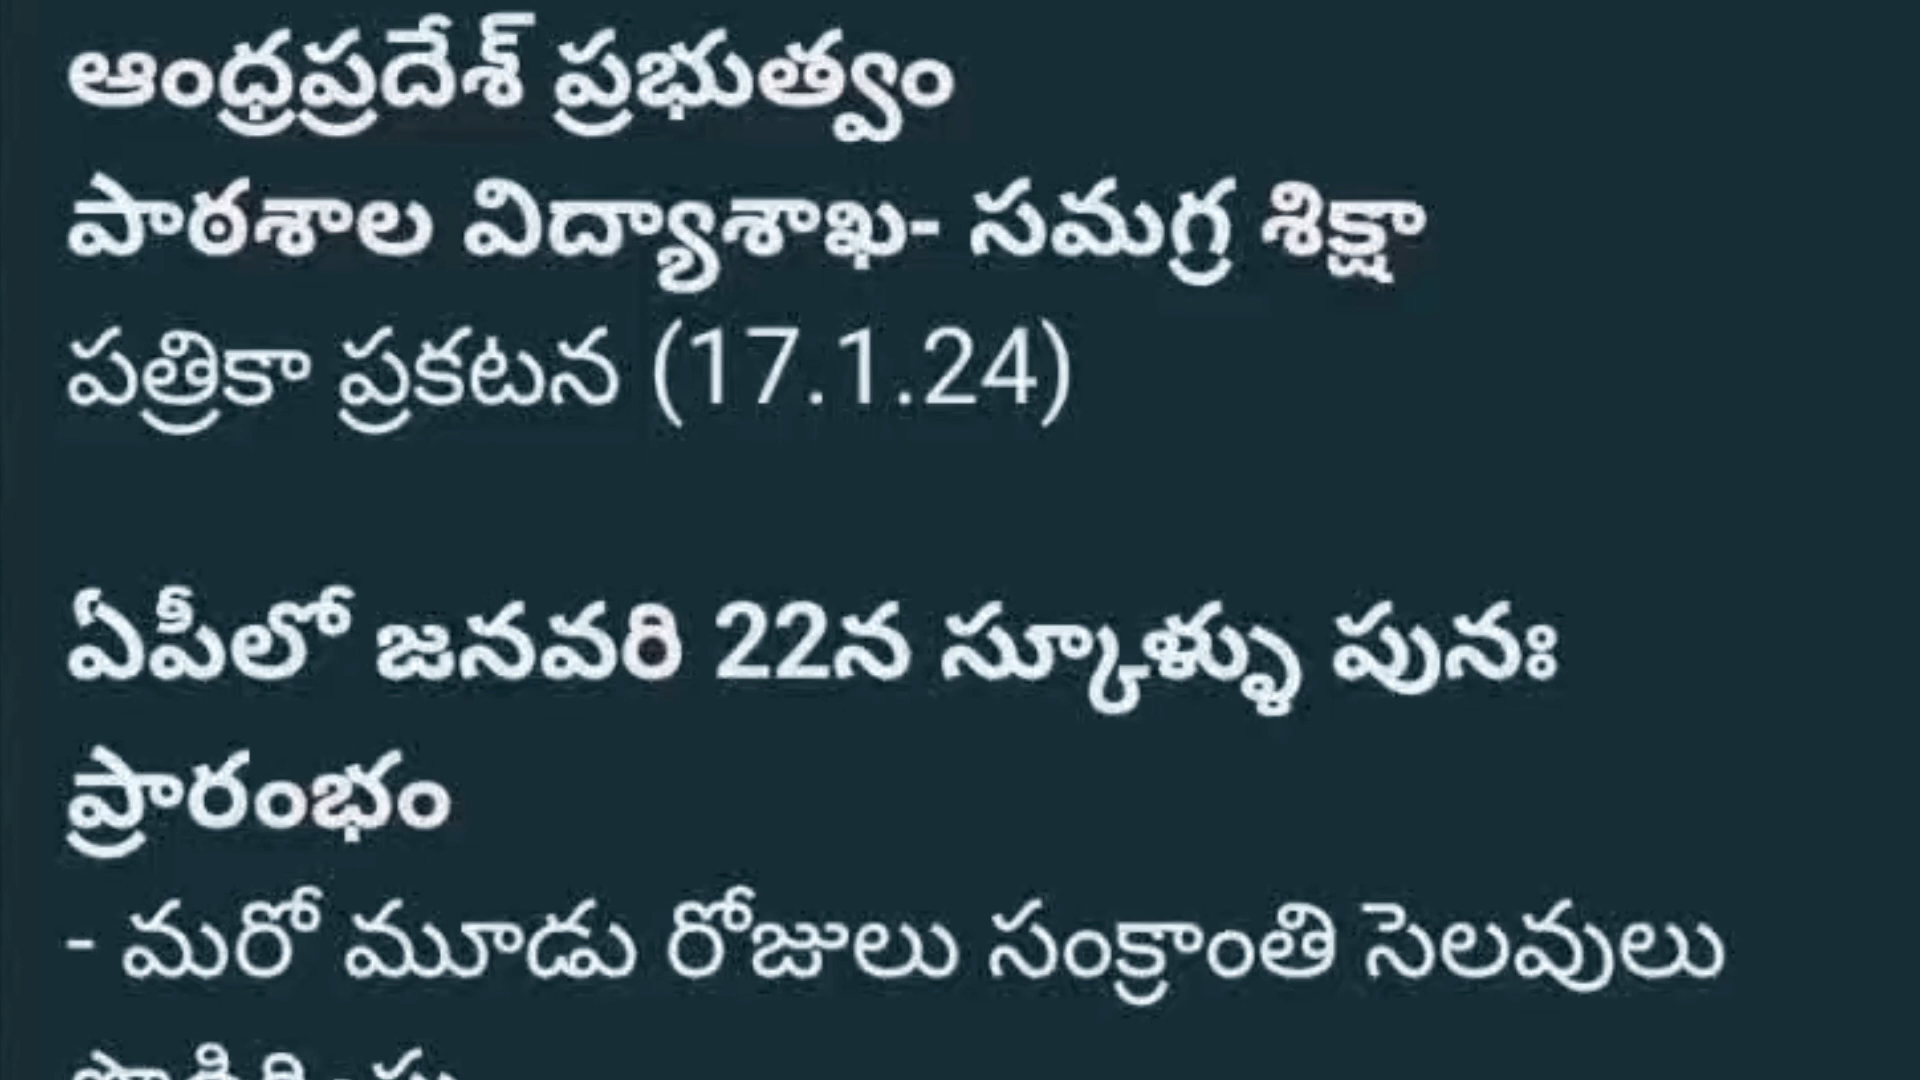 ఆంధ్రప్రదేశ్ ప్రభుత్వం
పాఠశాల విద్యాశాఖ- సమగ్ర శిక్షా
పత్రికా ప్రకటన (17.1.24)
ఏపీలో జనవరి 22న స్కూళ్ళు పునః
ప్రారంభం
- మరో మూడు రోజులు సంక్రాంతి సెలవులు